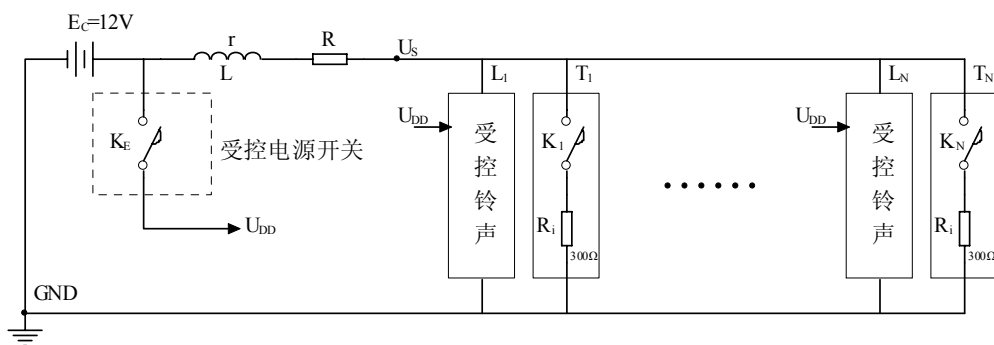 E_C=12V
r
L
R
U_S
L_1
T_1
L_N
T_N
K_E
受控电源开关
U_DD
U_DD
受控铃声
K_1
R_i
300Ω
......
U_DD
受控铃声
K_N
R_i
300Ω
GND